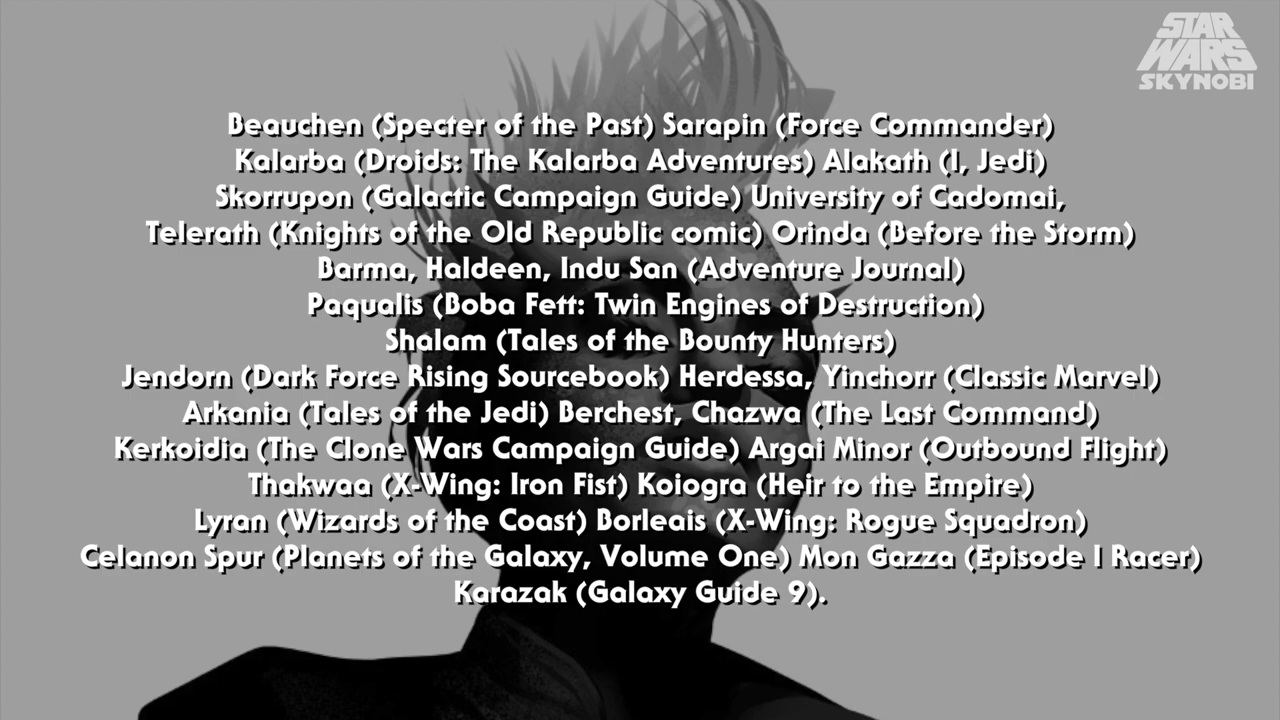 STAR
WARS
SKYNOBI
Beauchen (Specter of the Past) Sarapin (Force Commander)
Kalarba (Droids: The Kalarba Adventures) Alakath (I, Jedi)
Skorrupon (Galactic Campaign Guide) University of Cadomai,
Telerath (Knights of the Old Republic comic) Orinda (Before the Storm)
Barma, Haldeen, Indu San (Adventure Journal)
Paqualis (Boba Fett: Twin Engines of Destruction)
Shalam (Tales of the Bounty Hunters)
Jendorn (Dark Force Rising Sourcebook) Herdessa, Yinchorr (Classic Marvel)
Arkania (Tales of the Jedi) Berchest, Chazwa (The Last Command)
Kerkoidia (The Clone Wars Campaign Guide) Argai Minor (Outbound Flight)
Thakwaa (X-Wing: Iron Fist) Koiogra (Heir to the Empire)
Lyran (Wizards of the Coast) Borleais (X-Wing: Rogue Squadron)
Celanon Spur (Planets of the Galaxy, Volume One) Mon Gazza (Episode I Racer)
Karazak (Galaxy Guide 9).